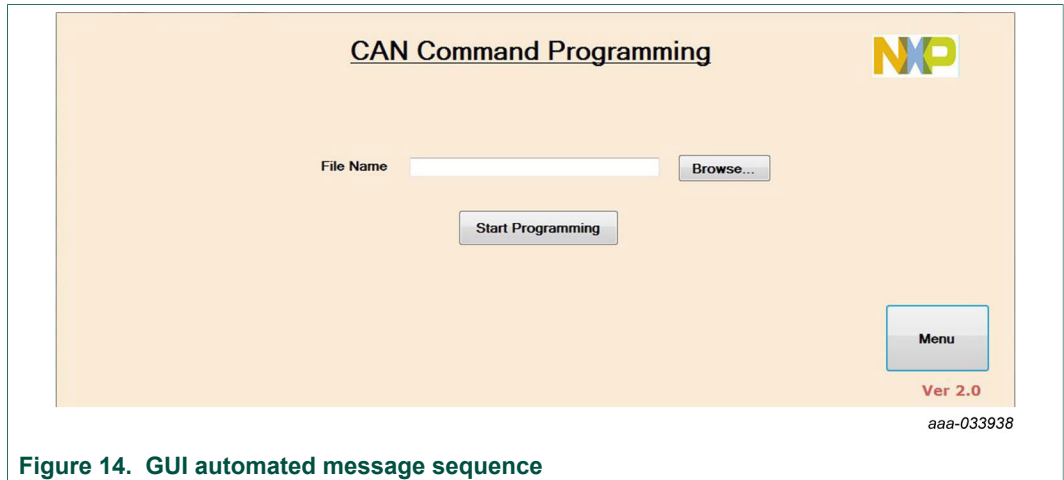 CAN Command Programming
NXP
File Name
Browse...
Start Programming
Menu
Ver 2.0
aaa-033938
Figure 14. GUI automated message sequence